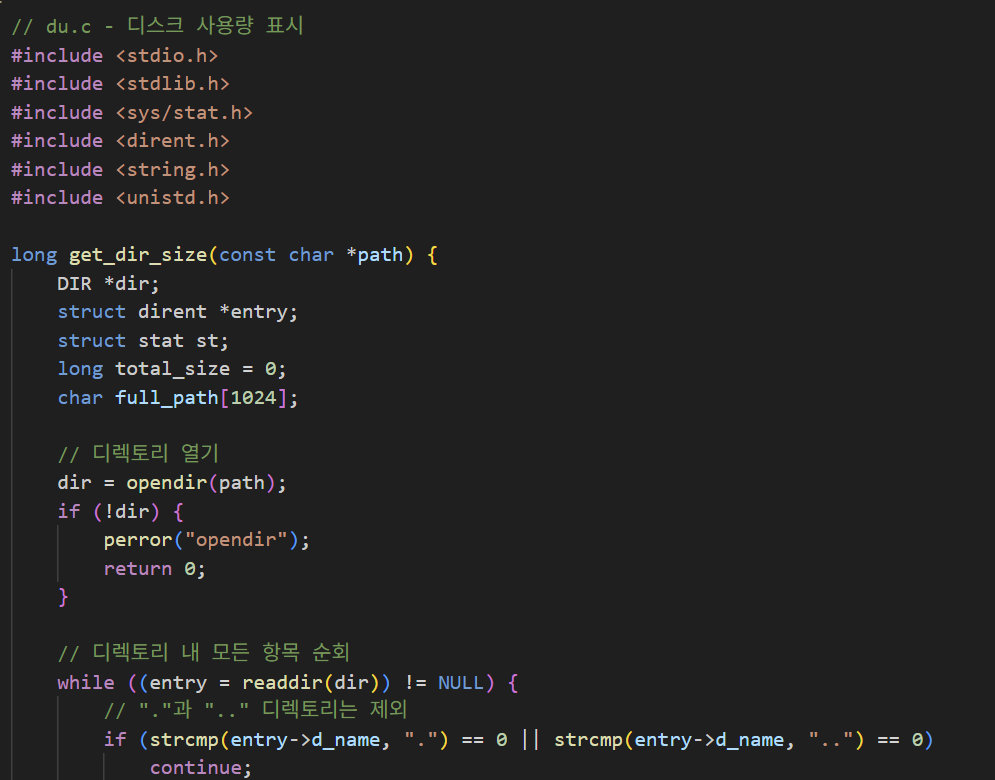 // du.c - 디스크 사용량 표시
#include <stdio.h>
#include <stdlib.h>
#include <sys/stat.h>
#include <dirent.h>
#include <string.h>
#include <unistd.h>

long get_dir_size(const char *path) {
    DIR *dir;
    struct dirent *entry;
    struct stat st;
    long total_size = 0;
    char full_path[1024];

    // 디렉토리 열기
    dir = opendir(path);
    if (!dir) {
        perror("opendir");
        return 0;
    }

    // 디렉토리 내 모든 항목 순회
    while ((entry = readdir(dir)) != NULL) {
        // "."과 ".." 디렉토리는 제외
        if (strcmp(entry->d_name, ".") == 0 || strcmp(entry->d_name, "..") == 0)
            continue;